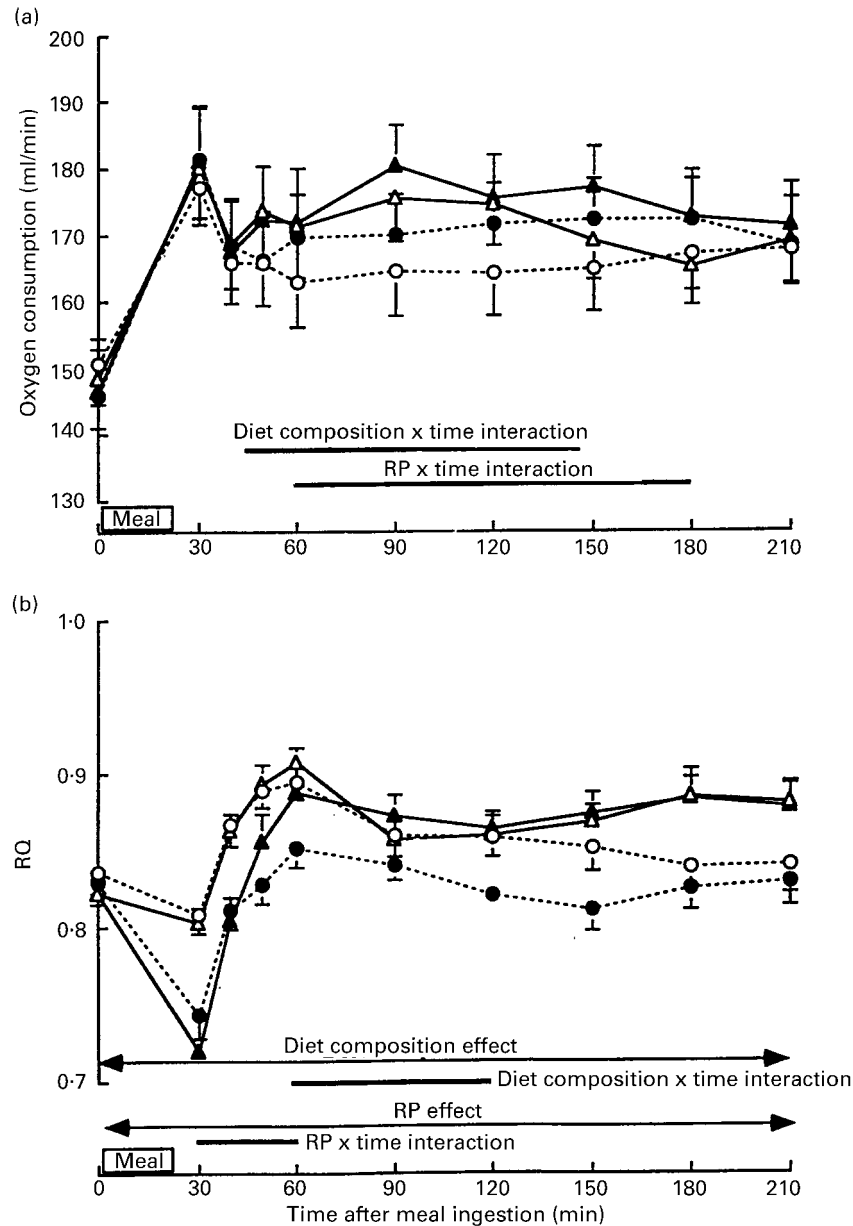 (a)
200
190
180
170
160
150
140
130
Oxygen consumption (ml/min)
Diet composition x time interaction
RP x time interaction
Meal
0 30 60 90 120 150 180 210
(b)
1·0
0·9
0·8
0·7
RQ
Diet composition effect
Diet composition x time interaction
RP effect
RP x time interaction
Meal
0 30 60 90 120 150 180 210
Time after meal ingestion (min)